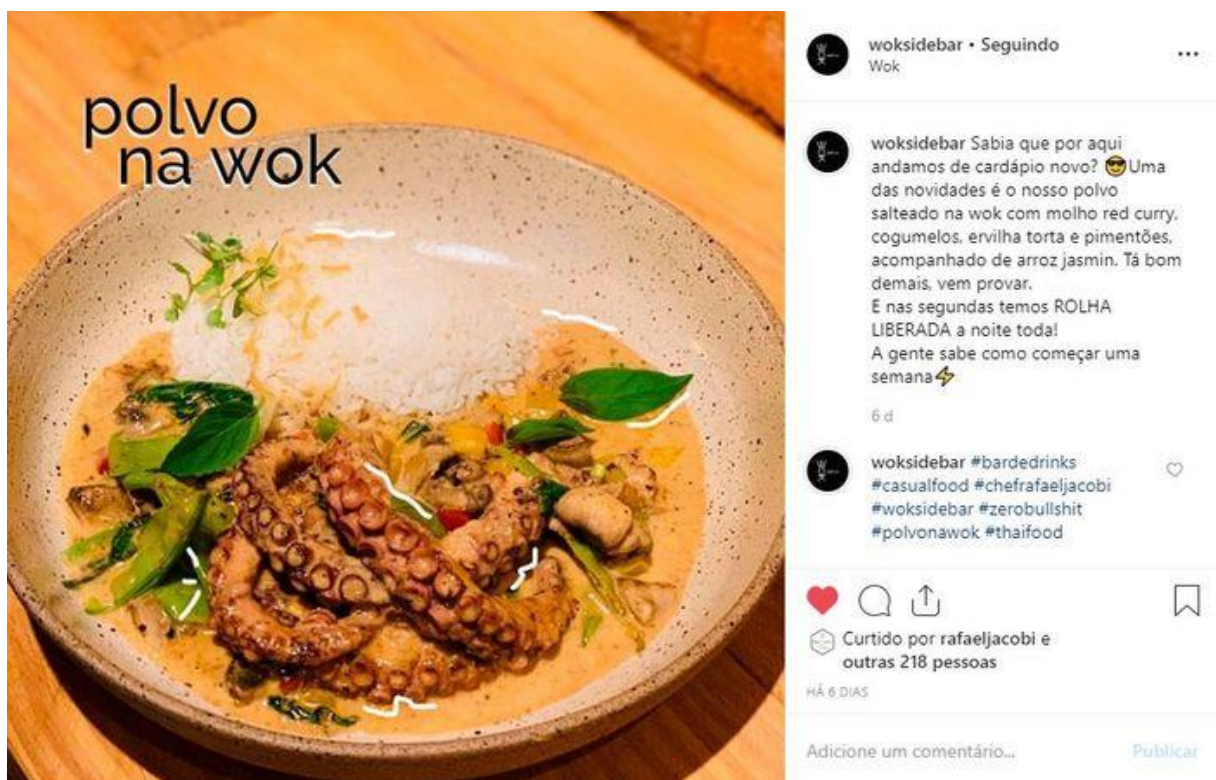 polvo
na wok
woksidebar • Seguindo
Wok
woksidebar Sabia que por aqui
andamos de cardápio novo? 😎Uma
das novidades é o nosso polvo
salteado na wok com molho red curry,
cogumelos, ervilha torta e pimentões,
acompanhado de arroz jasmin. Tá bom
demais, vem provar.
E nas segundas temos ROLHA
LIBERADA a noite toda!
A gente sabe como começar uma
semana⚡
6 d
woksidebar #bardedrinks
#casualfood #chefrafaeljacobi
#woksidebar #zerobullshit
#polvonawok #thaifood
Curtido por rafaeljacobi e
outras 218 pessoas
HÁ 6 DIAS
Adicione um comentário... Publicar